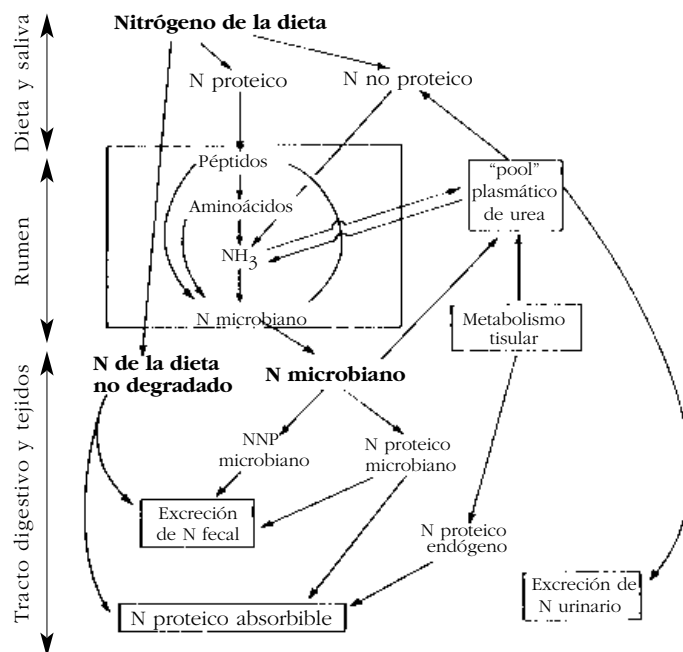 Nitrógeno de la dieta
N proteico
N no proteico
Dieta y saliva
Péptidos
Aminoácidos
NH3
N microbiano
"pool"
plasmático
de urea
Rumen
Metabolismo
tisular
N de la dieta
no degradado
N microbiano
NNP
microbiano
N proteico
microbiano
Excreción
de N fecal
N proteico
endógeno
Excreción de
N urinario
N proteico absorbible
Tracto digestivo y tejidos